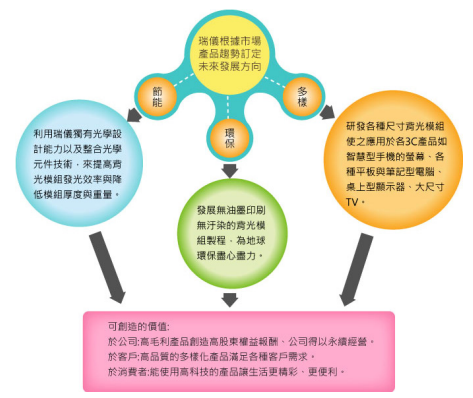 瑞儀根據市場
產品趨勢訂定
未來發展方向
節能
環保
多樣
利用瑞儀獨有光學設
計能力以及整合光學
元件技術，來提高背
光模組發光效率與降
低模組厚度與重量。
發展無油墨印刷
無汙染的背光模
組製程，為地球
環保盡心盡力。
研發各種尺寸背光模組
使之應用於各3C產品如
智慧型手機的螢幕、各
種平板與筆記型電腦、
桌上型顯示器、大尺寸
TV。
可創造的價值:
於公司:高毛利產品創造高股東權益報酬、公司得以永續經營。
於客戶:高品質的多樣化產品滿足各種客戶需求，
於消費者:能使用高科技的產品讓生活更精彩、更便利。